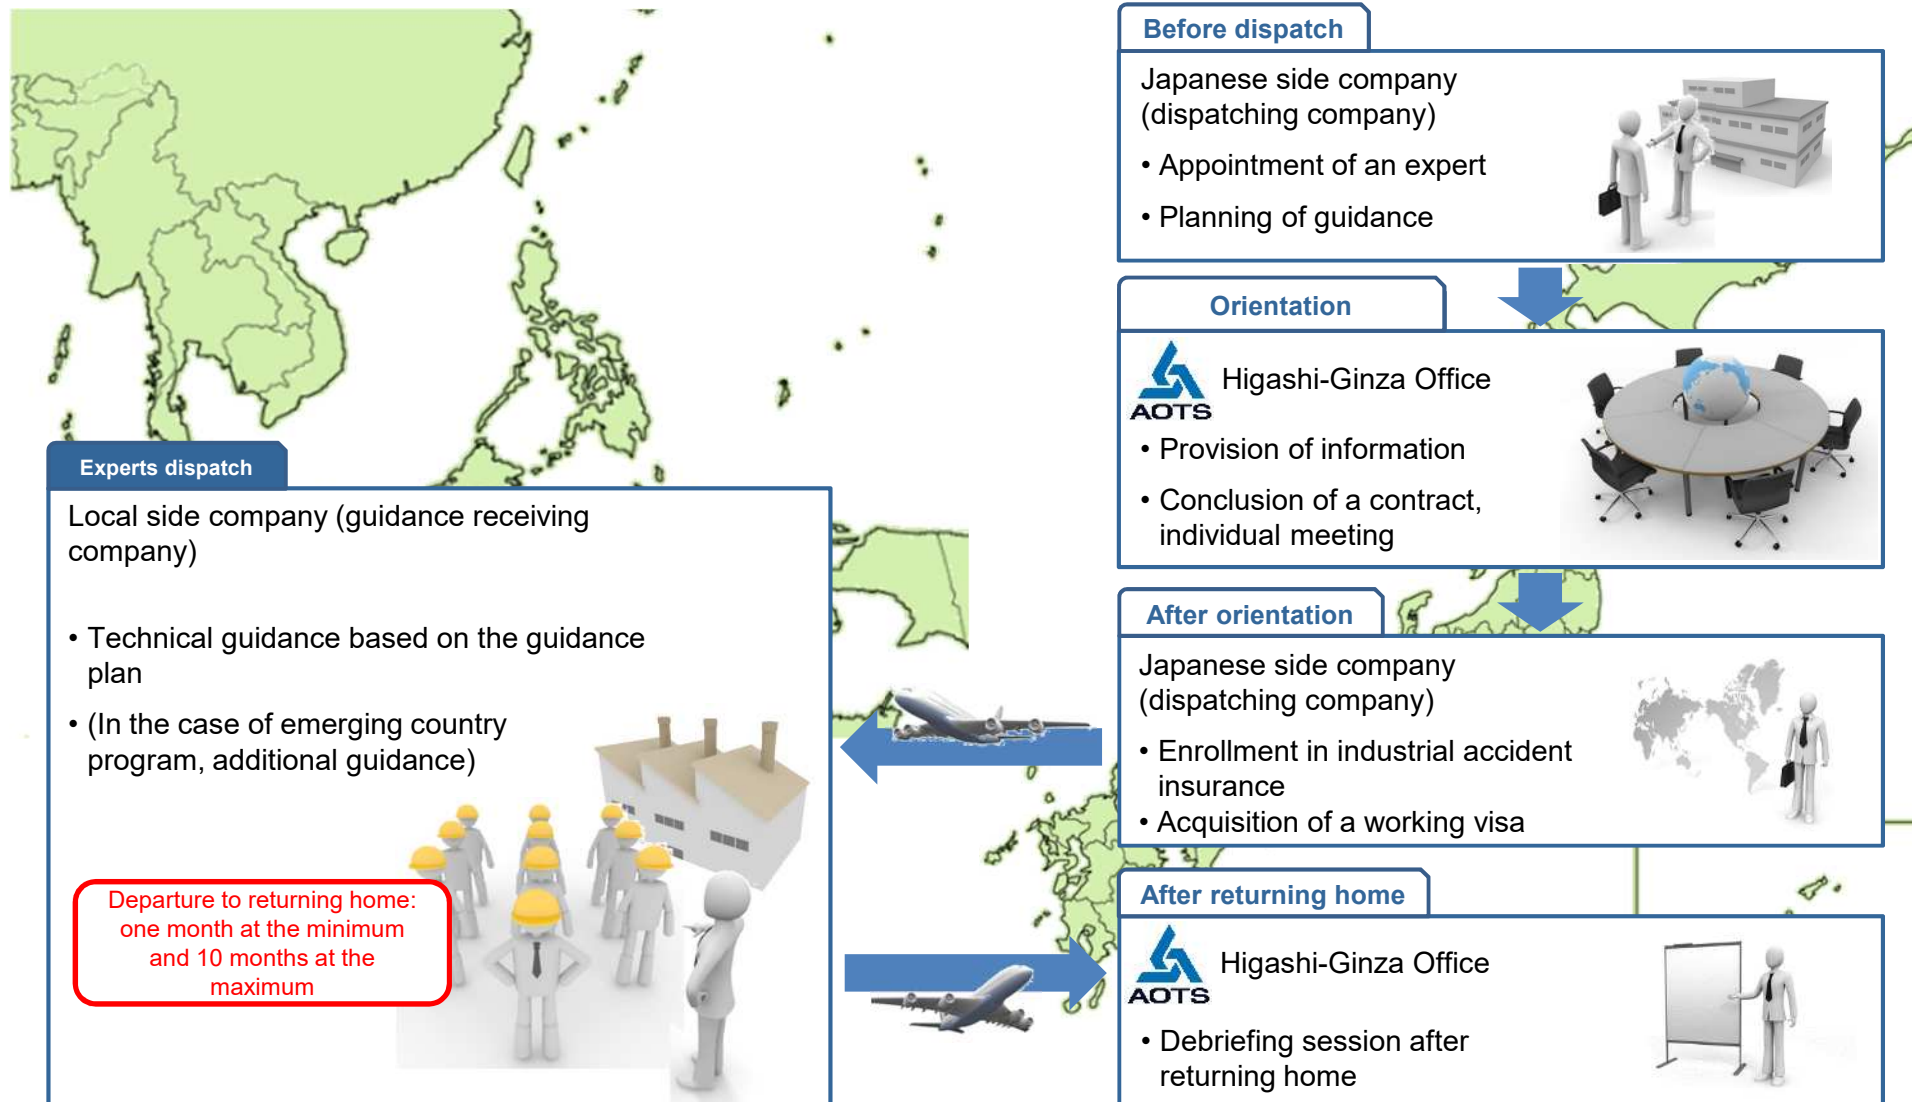 Before dispatch
Japanese side company
(dispatching company)
• Appointment of an expert
• Planning of guidance
Orientation
AOTS
Higashi-Ginza Office
• Provision of information
• Conclusion of a contract,
individual meeting
After orientation
Japanese side company
(dispatching company)
• Enrollment in industrial accident
insurance
• Acquisition of a working visa
Experts dispatch
Local side company (guidance receiving
company)
• Technical guidance based on the guidance
plan
• (In the case of emerging country
program, additional guidance)
Departure to returning home:
one month at the minimum
and 10 months at the
maximum
After returning home
AOTS
Higashi-Ginza Office
• Debriefing session after
returning home